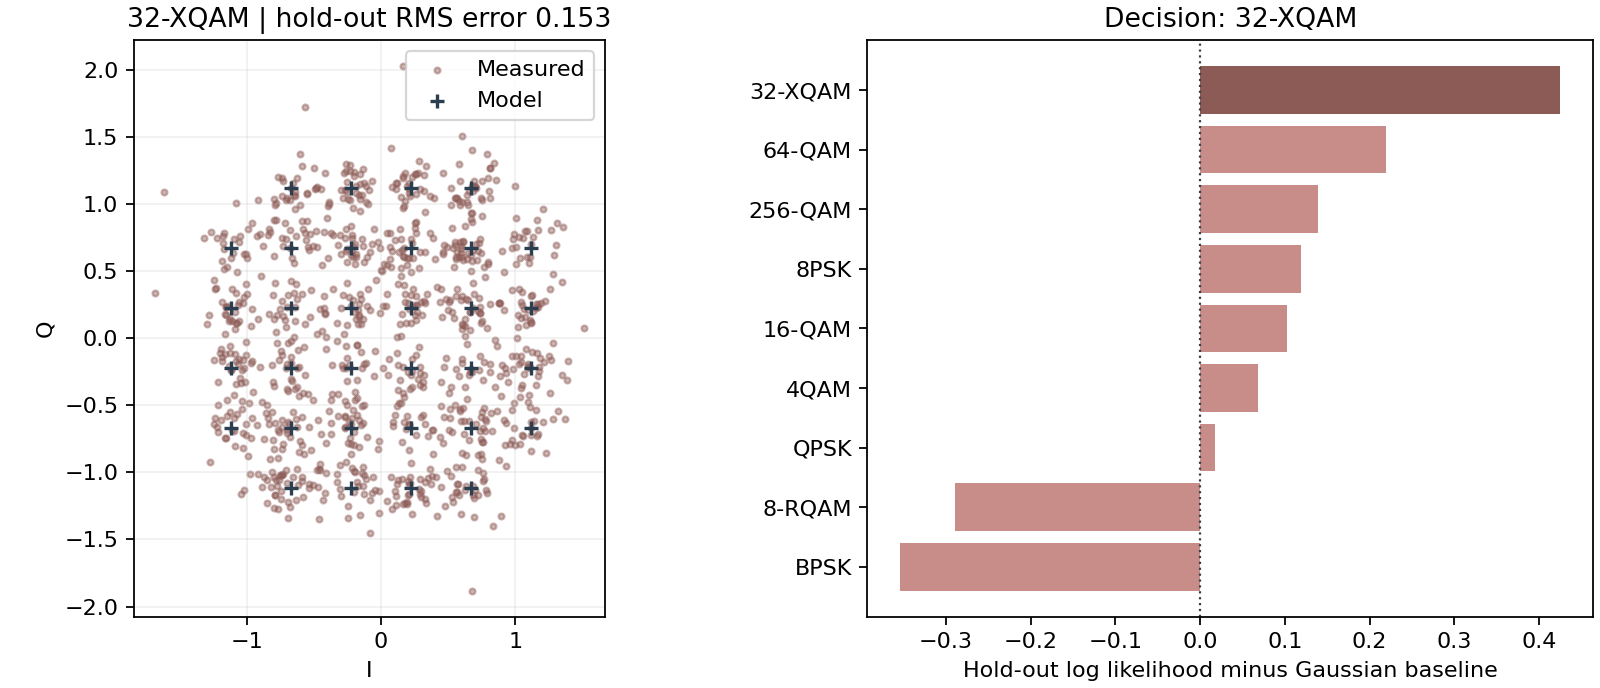 32-XQAM | hold-out RMS error 0.153
Measured
Model
2.0
1.5
1.0
0.5
0.0
−0.5
−1.0
−1.5
−2.0
Q
−1
0
1
I
Decision: 32-XQAM
32-XQAM
64-QAM
256-QAM
8PSK
16-QAM
4QAM
QPSK
8-RQAM
BPSK
−0.3
−0.2
−0.1
0.0
0.1
0.2
0.3
0.4
Hold-out log likelihood minus Gaussian baseline